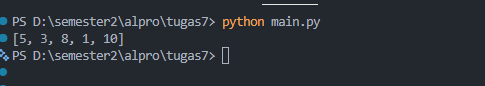 PS D:\semester2\alpro\tugas7> python main.py
[5, 3, 8, 1, 10]
PS D:\semester2\alpro\tugas7>